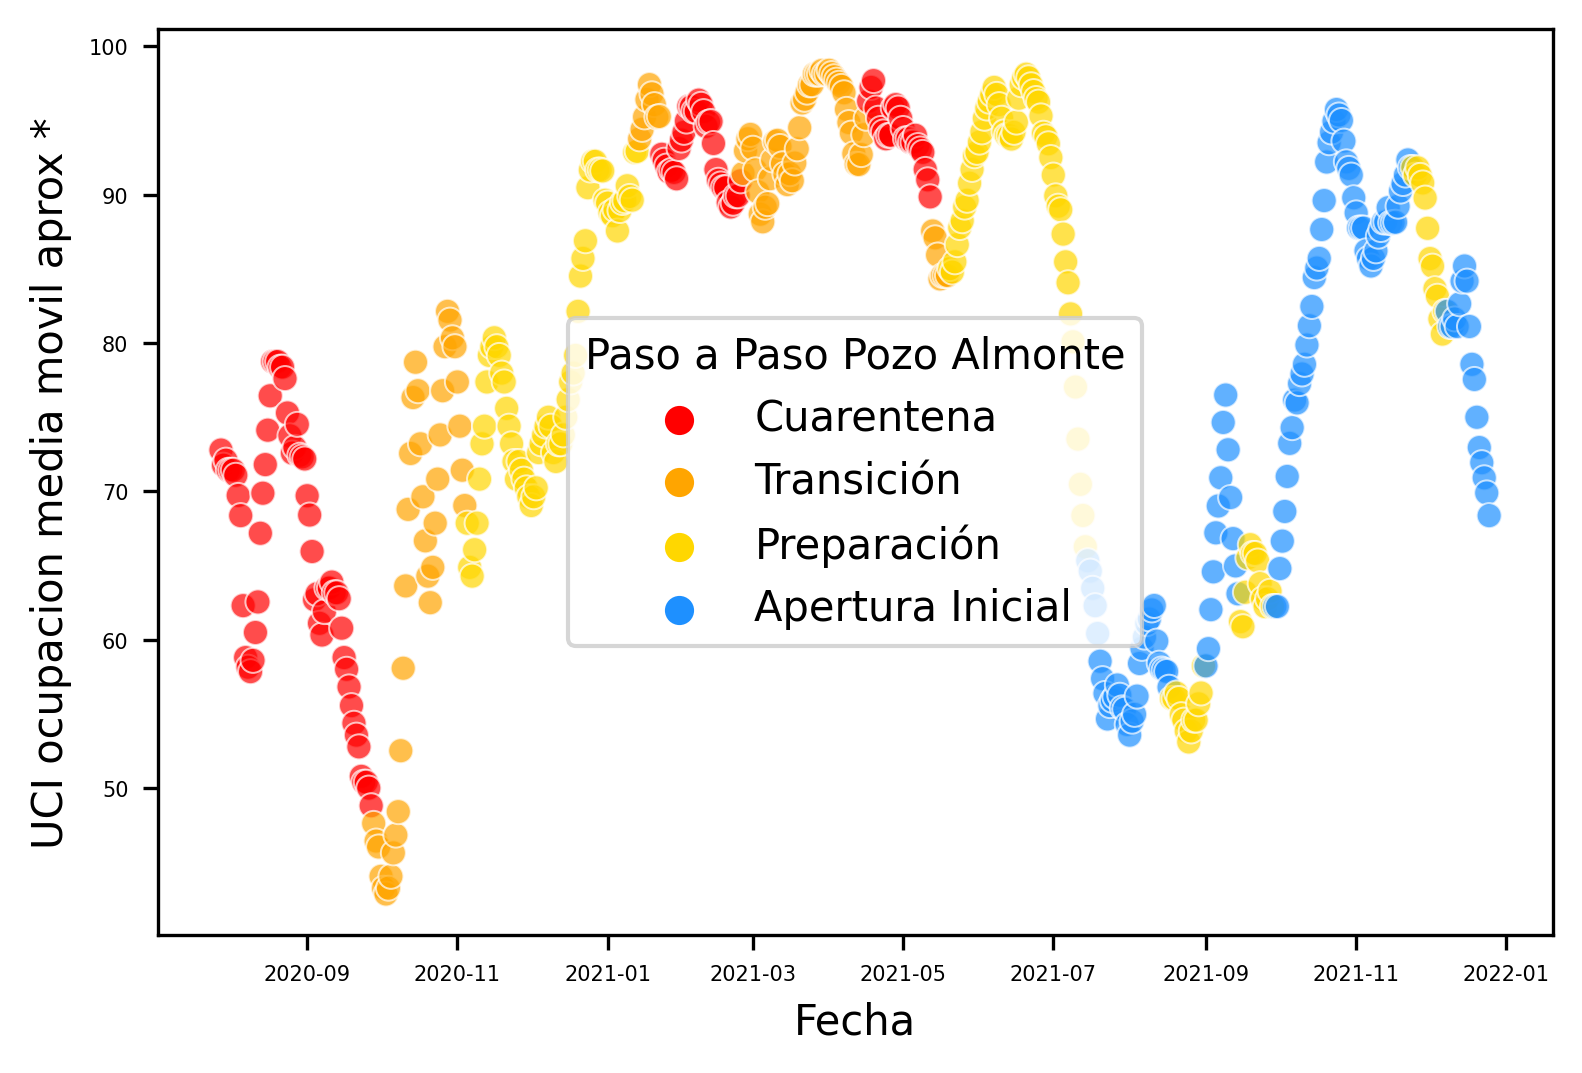 UCI ocupacion media movil aprox *
100
90
80
70
60
50
Paso a Paso Pozo Almonte
Cuarentena
Transición
Preparación
Apertura Inicial
2020-09 2020-11 2021-01 2021-03 2021-05 2021-07 2021-09 2021-11 2022-01
Fecha